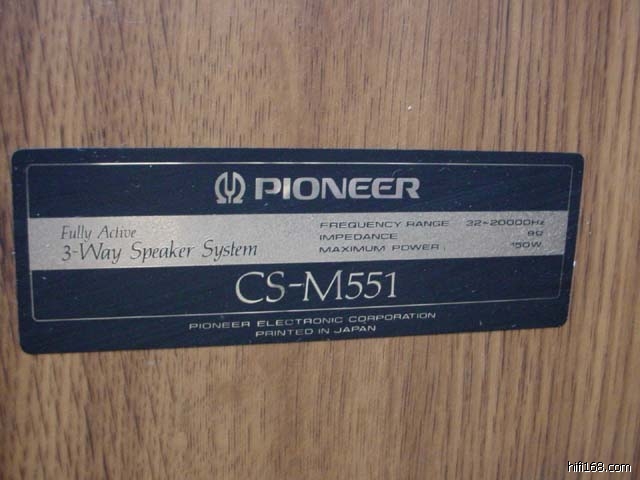 PIONEER
Fully Active
3-Way Speaker System
FREQUENCY RANGE 32~20000Hz
IMPEDANCE 8Ω
MAXIMUM POWER 150W
CS-M551
PIONEER ELECTRONIC CORPORATION
PRINTED IN JAPAN
hifi168.com